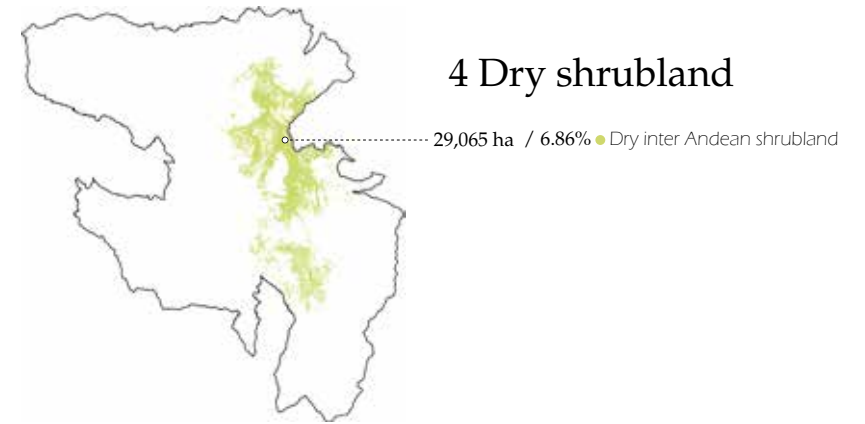 4 Dry shrubland
29,065 ha / 6.86% Dry inter Andean shrubland